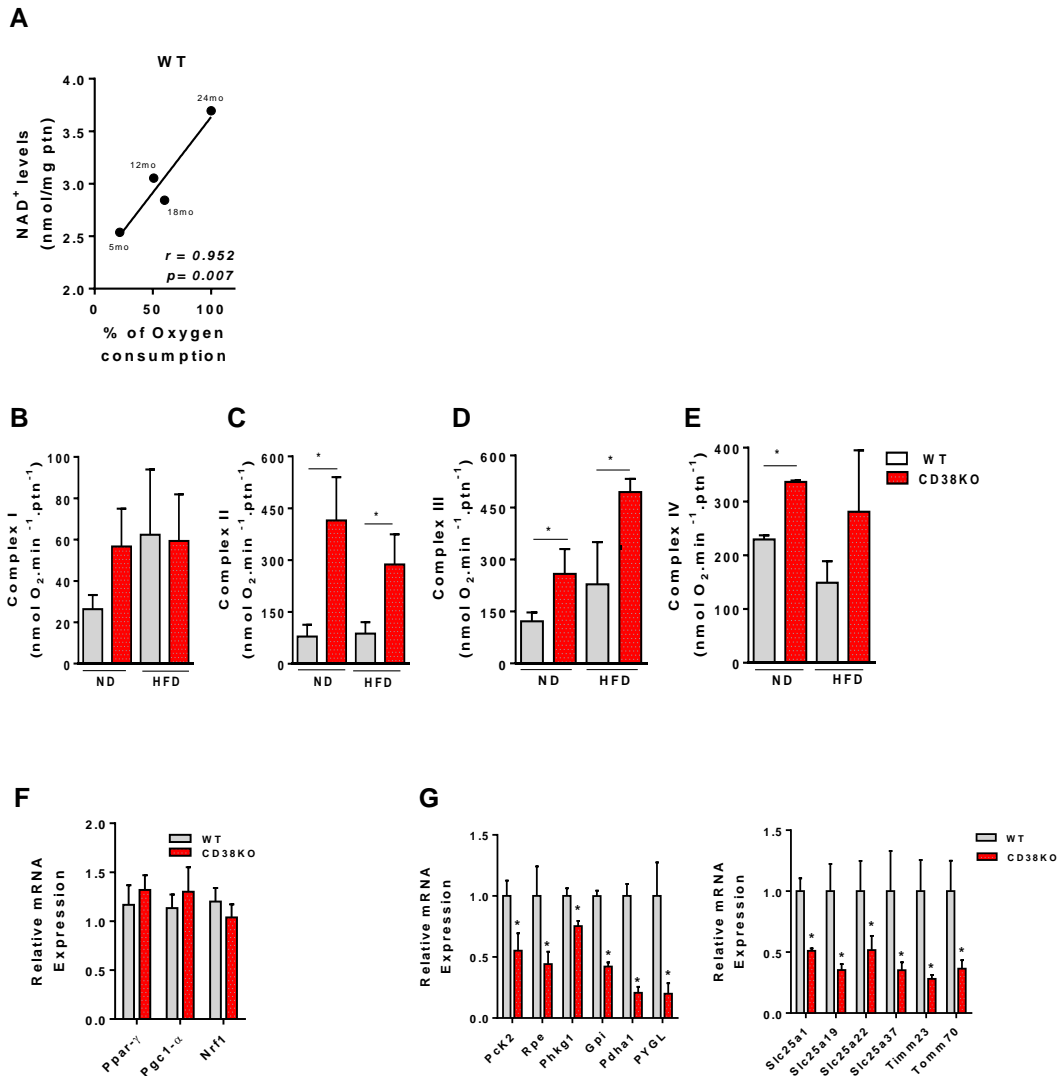 A
WT
4.0
3.5
3.0
2.5
2.0
NAD⁺ levels
(nmol/mg ptn)
24mo
12mo
18mo
5mo
r = 0.952
p= 0.007
0 50 100
% of Oxygen
consumption
B
Complex I
(nmol O₂.min⁻¹.ptn⁻¹)
100
80
60
40
20
0
ND HFD
C
Complex II
(nmol O₂.min⁻¹.ptn⁻¹)
600
450
300
150
0
*
*
ND HFD
D
Complex III
(nmol O₂.min⁻¹.ptn⁻¹)
600
450
300
150
0
*
*
ND HFD
E
Complex IV
(nmol O₂.min⁻¹.ptn⁻¹)
400
300
200
100
0
*
ND HFD
WT
CD38KO
F
Relative mRNA
Expression
2.0
1.5
1.0
0.5
0.0
WT
CD38KO
Ppar-γ
Pgc1-α
Nrf1
G
Relative mRNA
Expression
1.5
1.0
0.5
0.0
* * * * * *
PcK2
Rpe
Phkg1
Gpi
Pdha1
PYGL
Relative mRNA
Expression
1.5
1.0
0.5
0.0
* * * * * *
Slc25a1
Slc25a19
Slc25a22
Slc25a37
Timm23
Tomm70
WT
CD38KO